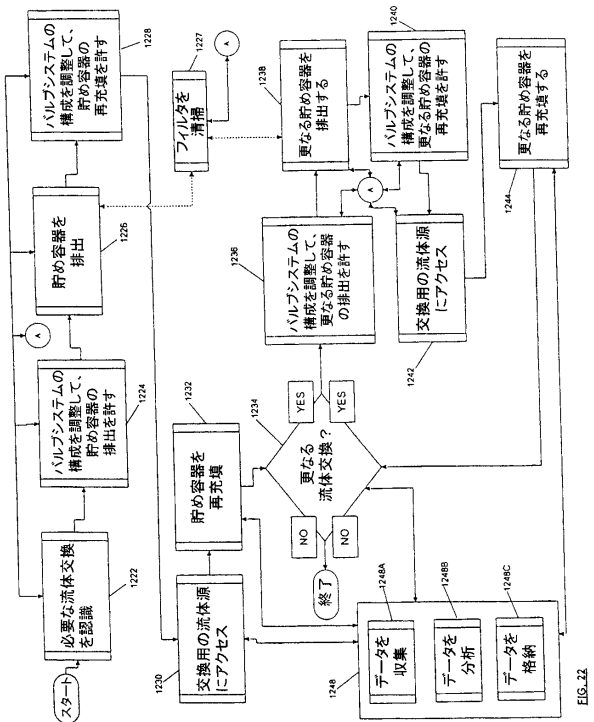 スタート
必要な流体交換
を認識
1222
バルブシステムの
構成を調整して、
貯め容器の
排出を許す
1224
A
貯め容器を
排出
1226
バルブシステムの
構成を調整して、
貯め容器の
再充填を許す
1228
フィルタを
清掃
1227
A
1230
交換用の流体源
にアクセス
貯め容器を
再充填
1232
更なる
流体交換？
1234
NO
NO
YES
YES
終了
バルブシステムの
構成を調整して、
更なる貯め容器
の排出を許す
1236
更なる貯め容器を
排出する
1238
A
バルブシステムの
構成を調整して、
更なる貯め容器の
再充填を許す
1240
交換用の流体源
にアクセス
1242
更なる貯め容器を
再充填する
1244
1248
データを
収集
1248A
データを
分析
1248B
データを
格納
1248C
FIG. 22